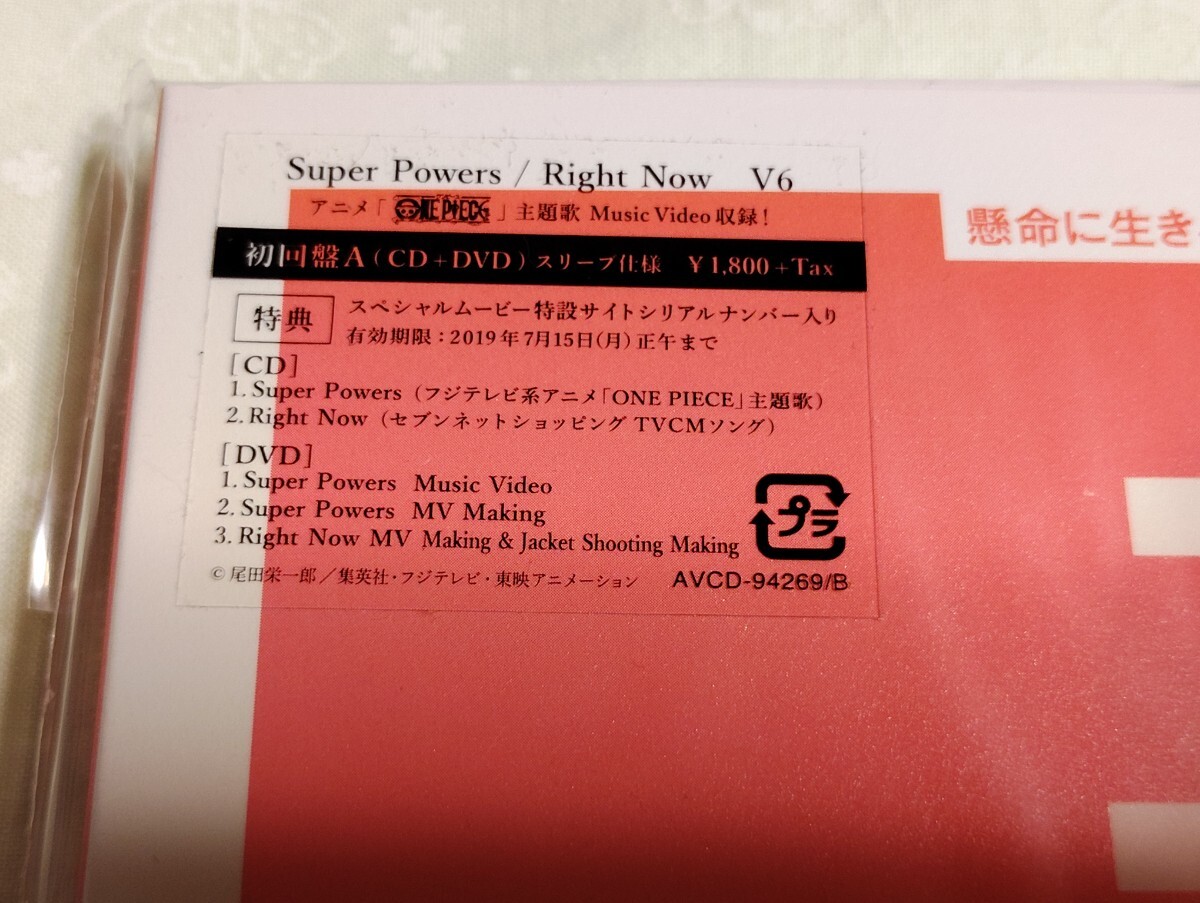 Super Powers / Right Now V6
アニメ「ONE PIECE」主題歌 Music Video 収録!
懸命に生き
初回盤A(CD+DVD)スリーブ仕様 ¥1,800+Tax
特典
スペシャルムービー特設サイトシリアルナンバー入り
有効期限:2019年7月15日(月)正午まで
[CD]
1. Super Powers(フジテレビ系アニメ「ONE PIECE」主題歌)
2. Right Now(セブンネットショッピング TVCMソング)
[DVD]
1. Super Powers Music Video
2. Super Powers MV Making
3. Right Now MV Making & Jacket Shooting Making
プラ
©尾田栄一郎/集英社・フジテレビ・東映アニメーション
AVCD-94269/B